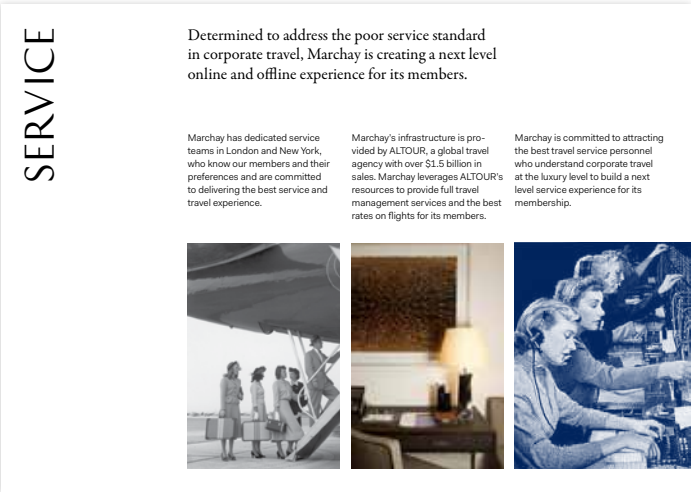 SERVICE
Determined to address the poor service standard
in corporate travel, Marchay is creating a next level
online and offline experience for its members.
Marchay has dedicated service
teams in London and New York,
who know our members and their
preferences and are committed
to delivering the best service and
travel experience.
Marchay's infrastructure is pro-
vided by ALTOUR, a global travel
agency with over $1.5 billion in
sales. Marchay leverages ALTOUR's
resources to provide full travel
management services and the best
rates on flights for its members.
Marchay is committed to attracting
the best travel service personnel
who understand corporate travel
at the luxury level to build a next
level service experience for its
membership.